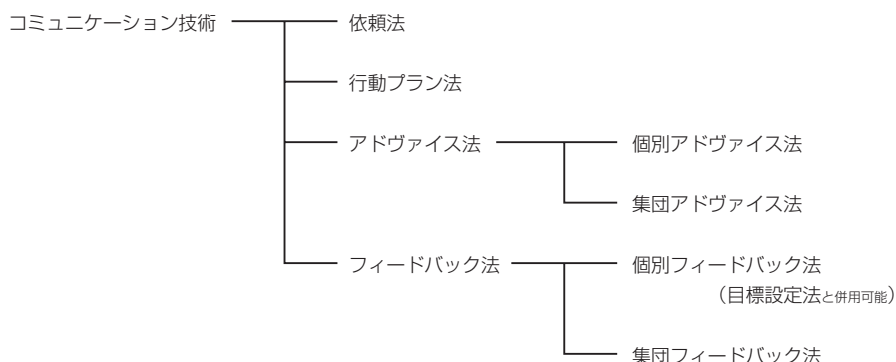 コミュニケーション技術
依頼法
行動プラン法
アドヴァイス法
個別アドヴァイス法
集団アドヴァイス法
フィードバック法
個別フィードバック法
（目標設定法と併用可能）
集団フィードバック法